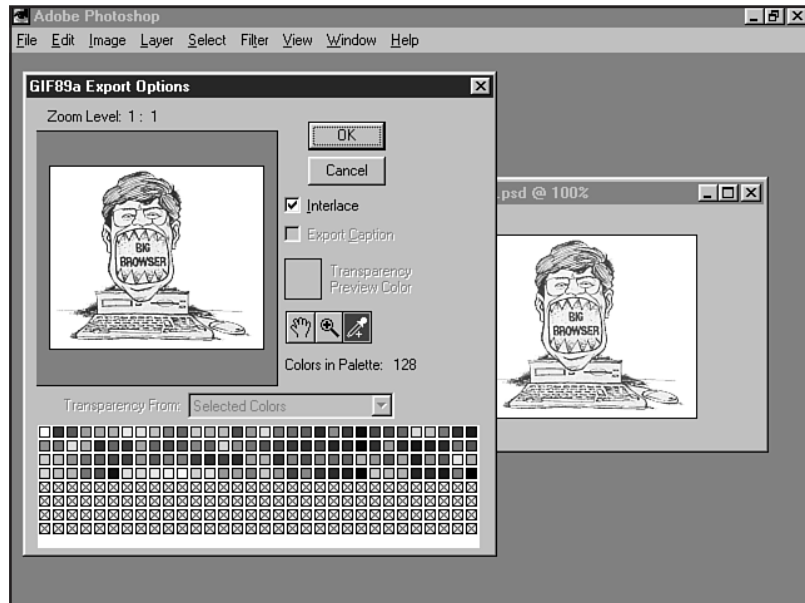 Adobe Photoshop
File Edit Image Layer Select Filter View Window Help
GIF89a Export Options
Zoom Level: 1 : 1
OK
Cancel
Interlace
Export Caption
Transparency
Preview Color
Colors in Palette: 128
Transparency From: Selected Colors
BIG
BROWSER
.psd @ 100%
BIG
BROWSER